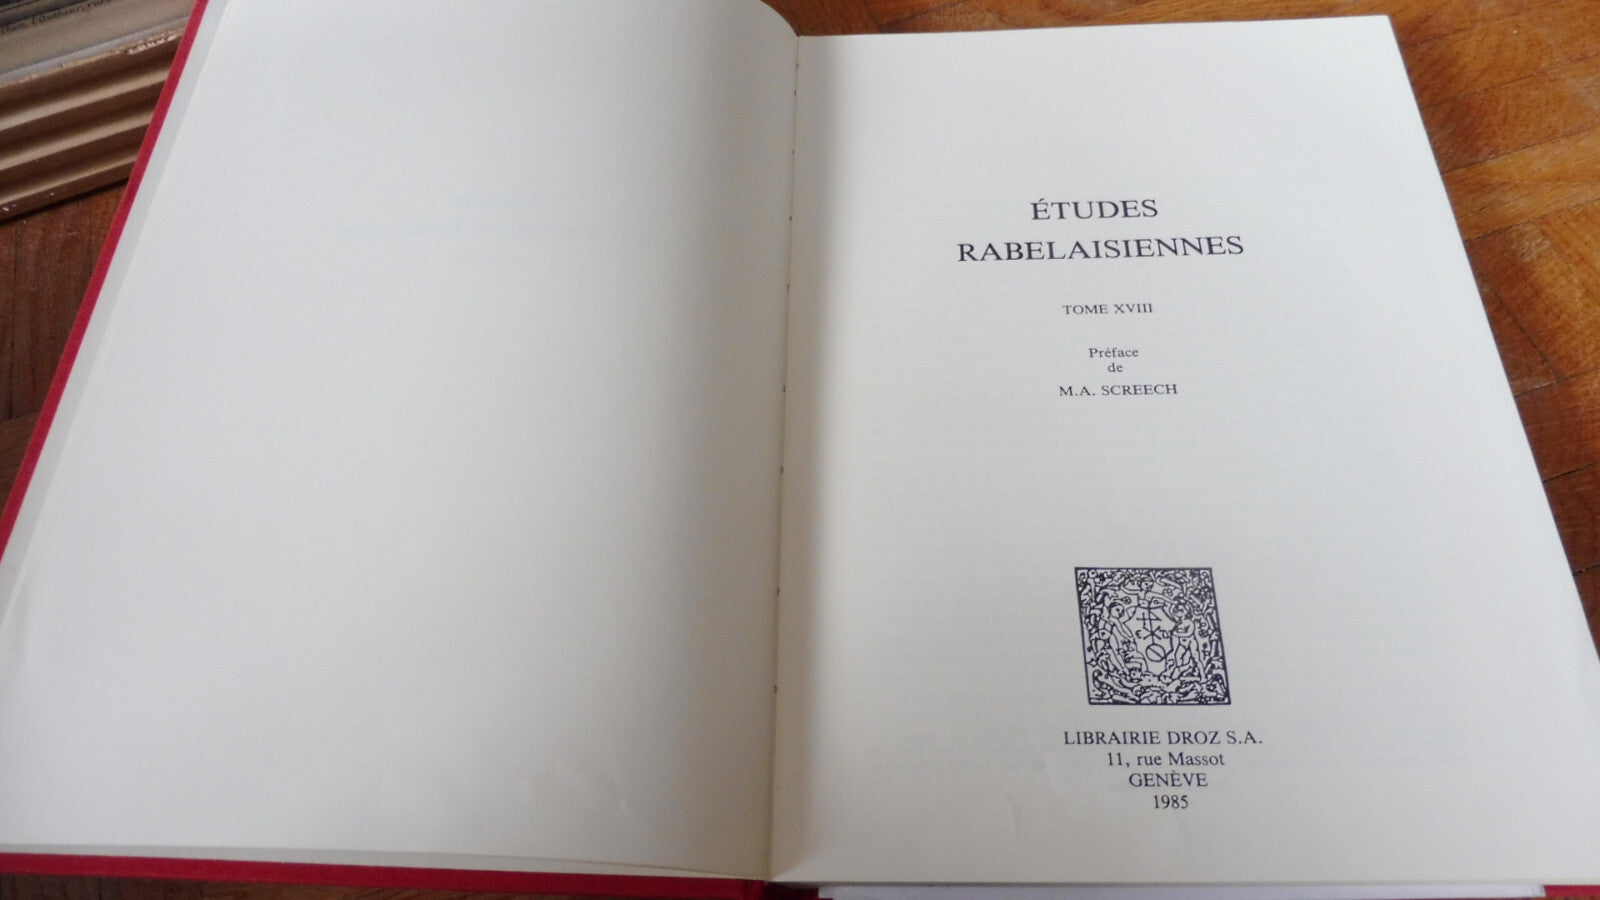 ÉTUDES
RABELAISIENNES
TOME XVIII
Préface
de
M.A. SCREECH
LIBRAIRIE DROZ S.A.
11, rue Massot
GENÈVE
1985